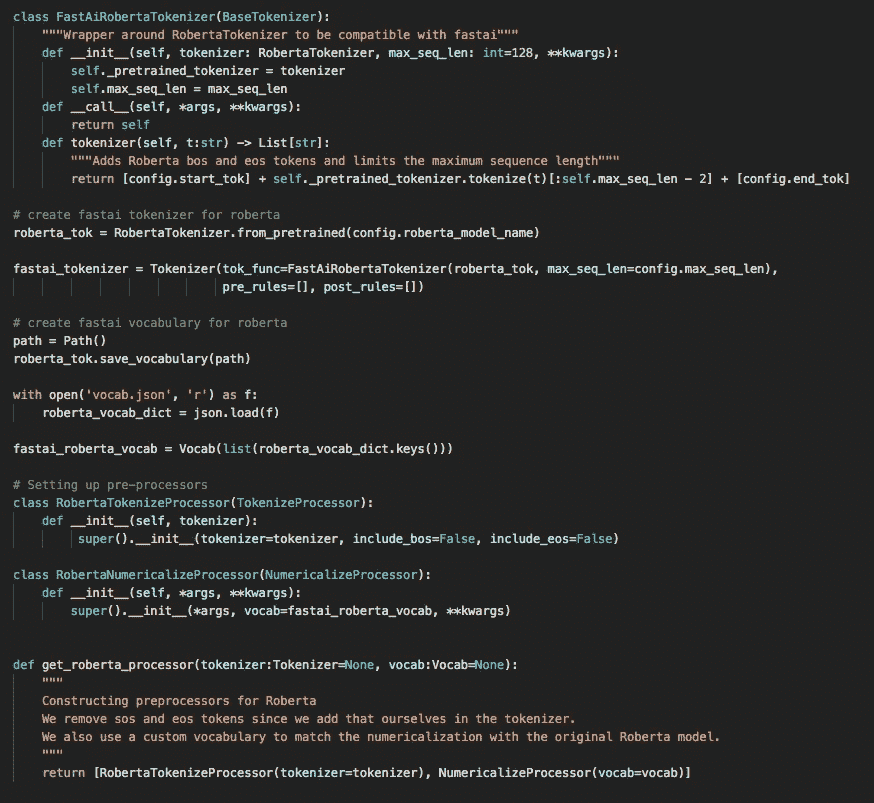 class FastAiRobertaTokenizer(BaseTokenizer):
    """Wrapper around RobertaTokenizer to be compatible with fastai"""
    def __init__(self, tokenizer: RobertaTokenizer, max_seq_len: int=128, **kwargs):
        self._pretrained_tokenizer = tokenizer
        self.max_seq_len = max_seq_len
    def __call__(self, *args, **kwargs):
        return self
    def tokenizer(self, t:str) -> List[str]:
        """Adds Roberta bos and eos tokens and limits the maximum sequence length"""
        return [config.start_tok] + self._pretrained_tokenizer.tokenize(t)[:self.max_seq_len - 2] + [config.end_tok]

# create fastai tokenizer for roberta
roberta_tok = RobertaTokenizer.from_pretrained(config.roberta_model_name)

fastai_tokenizer = Tokenizer(tok_func=FastAiRobertaTokenizer(roberta_tok, max_seq_len=config.max_seq_len),
                             pre_rules=[], post_rules=[])

# create fastai vocabulary for roberta
path = Path()
roberta_tok.save_vocabulary(path)

with open('vocab.json', 'r') as f:
    roberta_vocab_dict = json.load(f)

fastai_roberta_vocab = Vocab(list(roberta_vocab_dict.keys()))

# Setting up pre-processors
class RobertaTokenizeProcessor(TokenizeProcessor):
    def __init__(self, tokenizer):
         super().__init__(tokenizer=tokenizer, include_bos=False, include_eos=False)

class RobertaNumericalizeProcessor(NumericalizeProcessor):
    def __init__(self, *args, **kwargs):
        super().__init__(*args, vocab=fastai_roberta_vocab, **kwargs)


def get_roberta_processor(tokenizer:Tokenizer=None, vocab:Vocab=None):
    """
    Constructing preprocessors for Roberta
    We remove sos and eos tokens since we add that ourselves in the tokenizer.
    We also use a custom vocabulary to match the numericalization with the original Roberta model.
    """
    return [RobertaTokenizeProcessor(tokenizer=tokenizer), NumericalizeProcessor(vocab=vocab)]